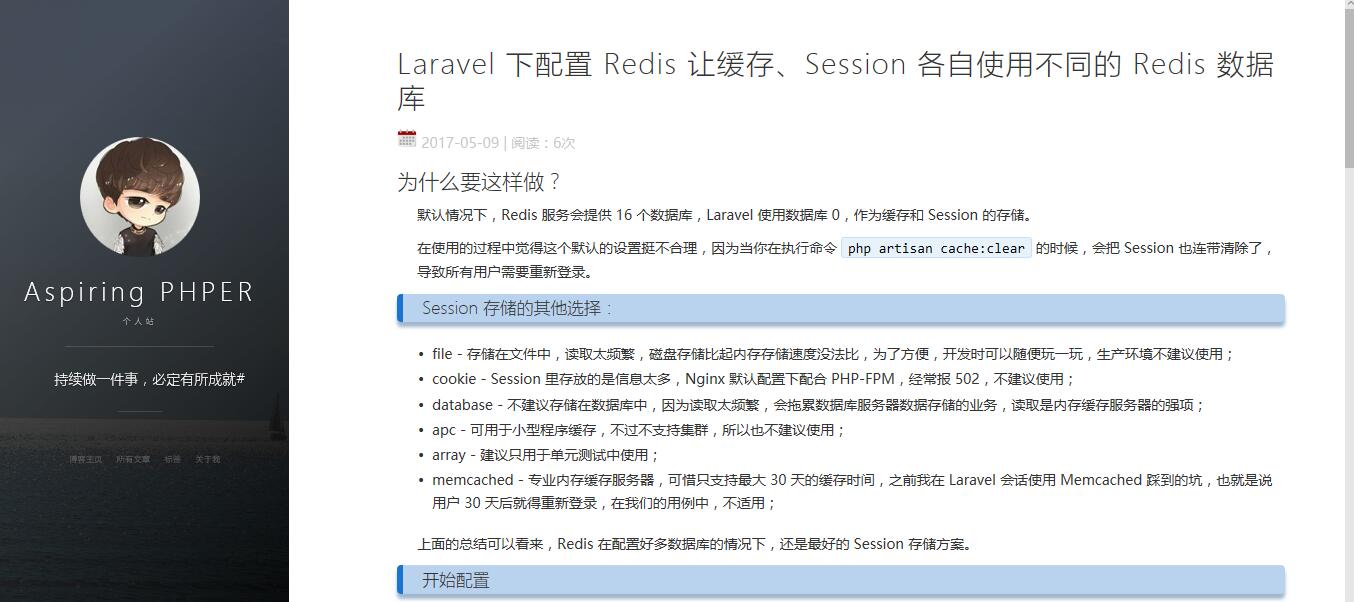 Aspiring PHPER
个人站
持续做一件事，必定有所成就#
博客主页 所有文章 标签 关于我
Laravel 下配置 Redis 让缓存、Session 各自使用不同的 Redis 数据
库
2017-05-09 | 阅读：6次
为什么要这样做？
默认情况下，Redis 服务会提供 16 个数据库，Laravel 使用数据库 0，作为缓存和 Session 的存储。
在使用的过程中觉得这个默认的设置挺不合理，因为当你在执行命令 php artisan cache:clear 的时候，会把 Session 也连带清除了，
导致所有用户需要重新登录。
Session 存储的其他选择：
• file - 存储在文件中，读取太频繁，磁盘存储比起内存存储速度没法比，为了方便，开发时可以随便玩一玩，生产环境不建议使用；
• cookie - Session 里存放的是信息太多，Nginx 默认配置下配合 PHP-FPM，经常报 502，不建议使用；
• database - 不建议存储在数据库中，因为读取太频繁，会拖累数据库服务器数据存储的业务，读取是内存缓存服务器的强项；
• apc - 可用于小型程序缓存，不过不支持集群，所以也不建议使用；
• array - 建议只用于单元测试中使用；
• memcached - 专业内存缓存服务器，可惜只支持最大 30 天的缓存时间，之前我在 Laravel 会话使用 Memcached 踩到的坑，也就是说
用户 30 天后就得重新登录，在我们的用例中，不适用；
上面的总结可以看来，Redis 在配置好多数据库的情况下，还是最好的 Session 存储方案。
开始配置